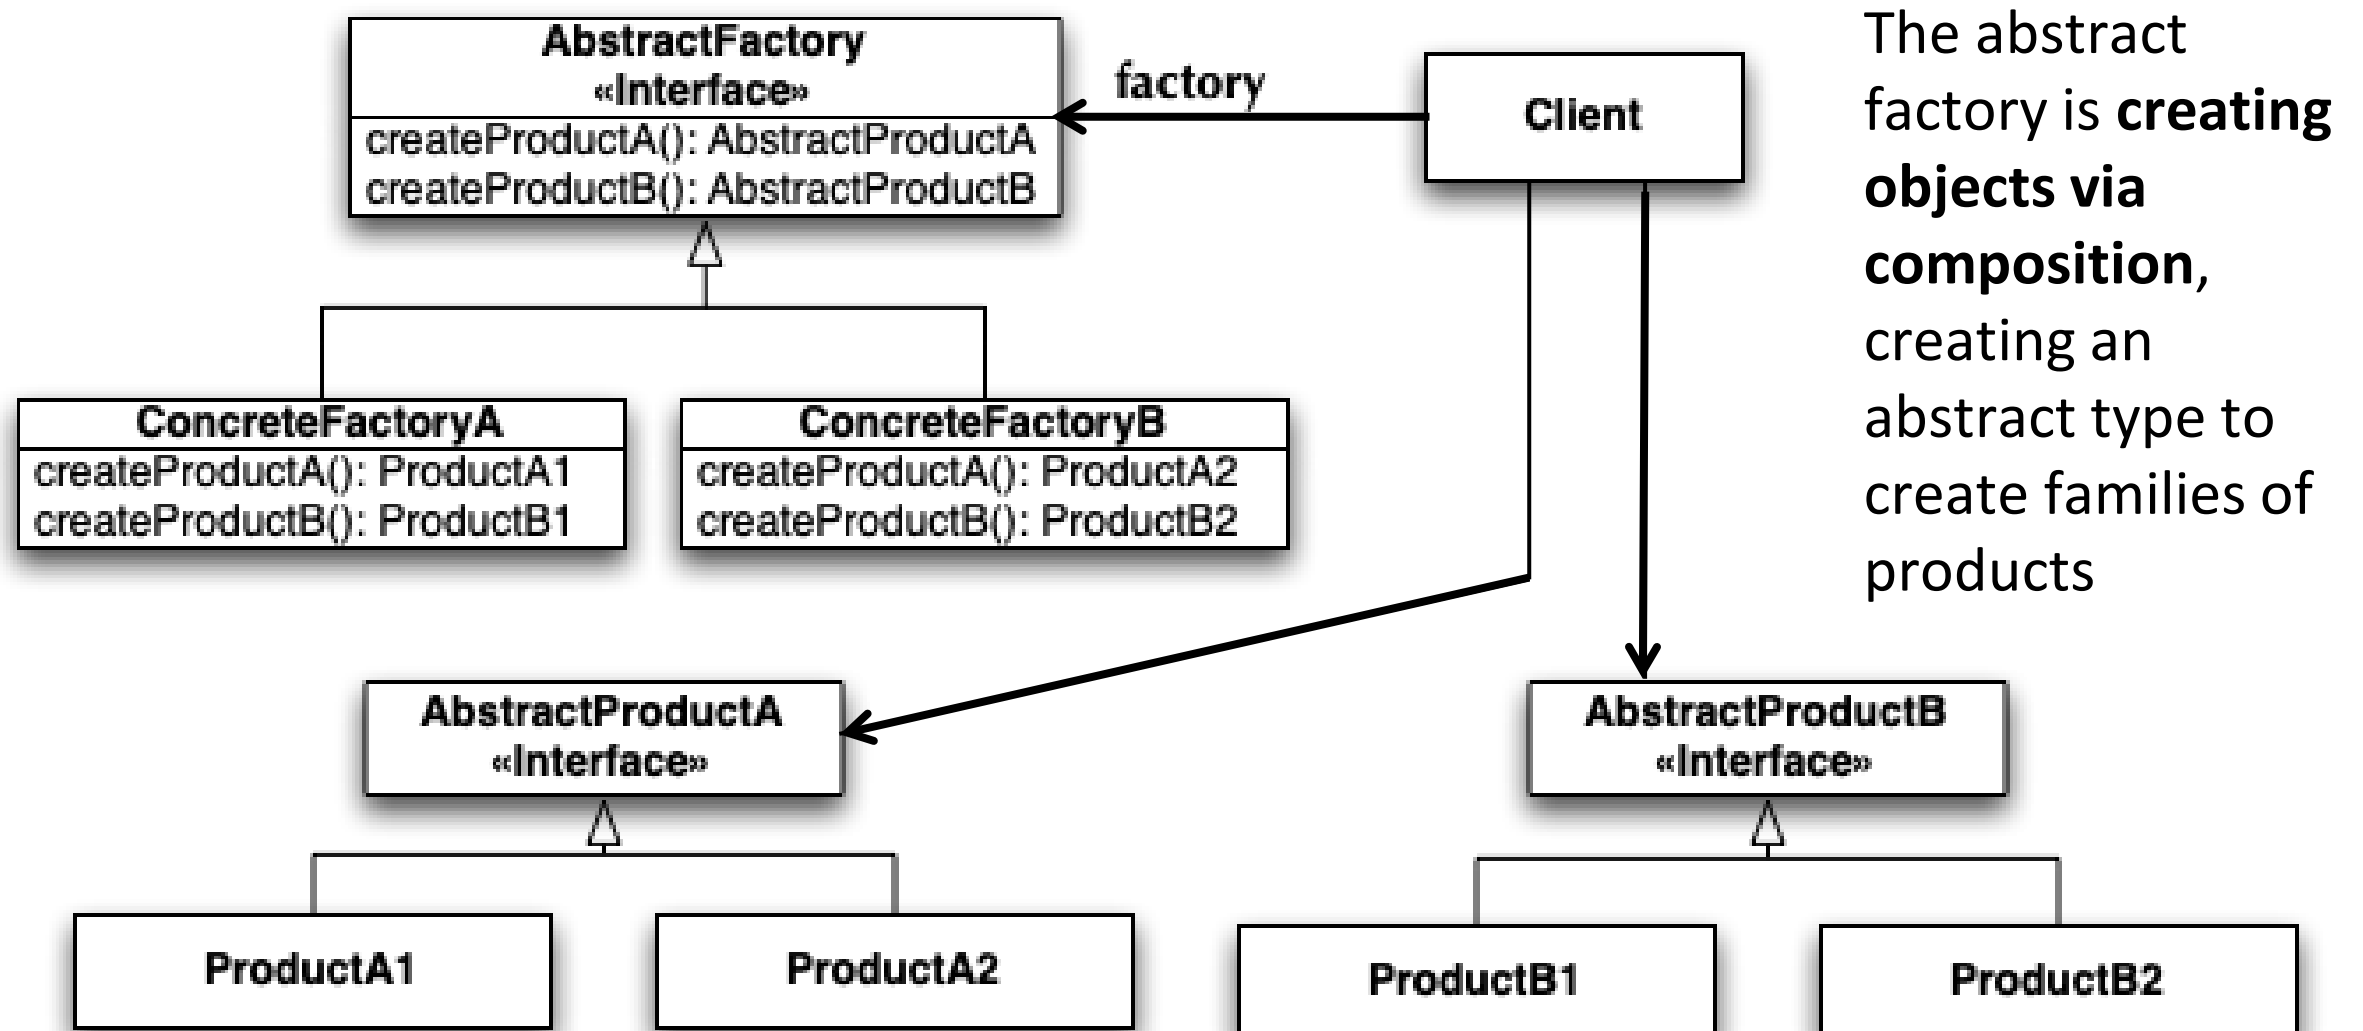 AbstractFactory
«Interface»
createProductA(): AbstractProductA
createProductB(): AbstractProductB
factory
Client
The abstract
factory is creating
objects via
composition,
creating an
abstract type to
create families of
products
ConcreteFactoryA
createProductA(): ProductA1
createProductB(): ProductB1
ConcreteFactoryB
createProductA(): ProductA2
createProductB(): ProductB2
AbstractProductA
«Interface»
AbstractProductB
«Interface»
ProductA1
ProductA2
ProductB1
ProductB2